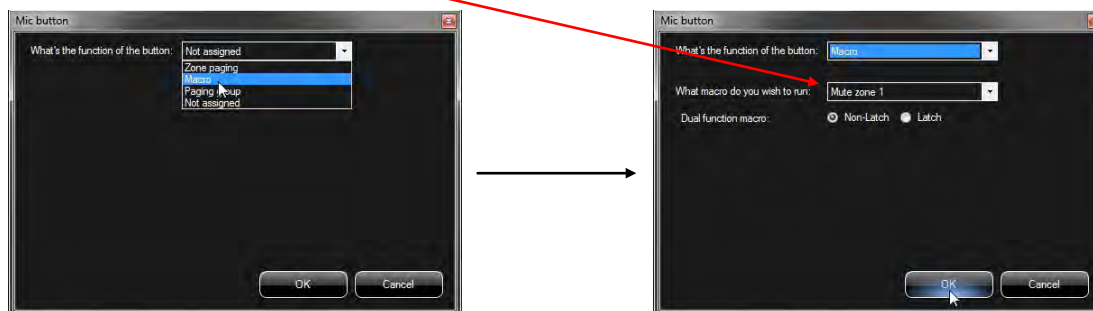 Mic button
What's the function of the button: Not assigned
Zone paging
Macro
Paging group
Not assigned
OK Cancel
Mic button
What's the function of the button: Macro
What macro do you wish to run: Mute zone 1
Dual function macro: Non-Latch Latch
OK Cancel